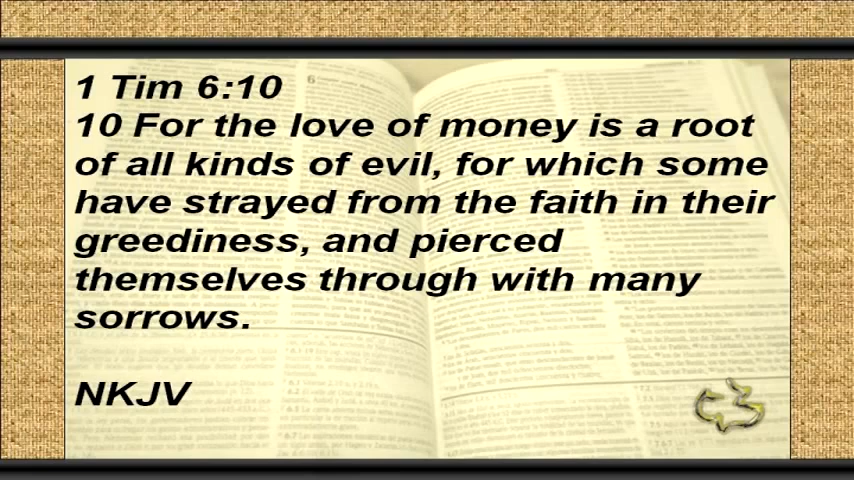 1 Tim 6:10
10 For the love of money is a root
of all kinds of evil, for which some
have strayed from the faith in their
greediness, and pierced
themselves through with many
sorrows.
NKJV